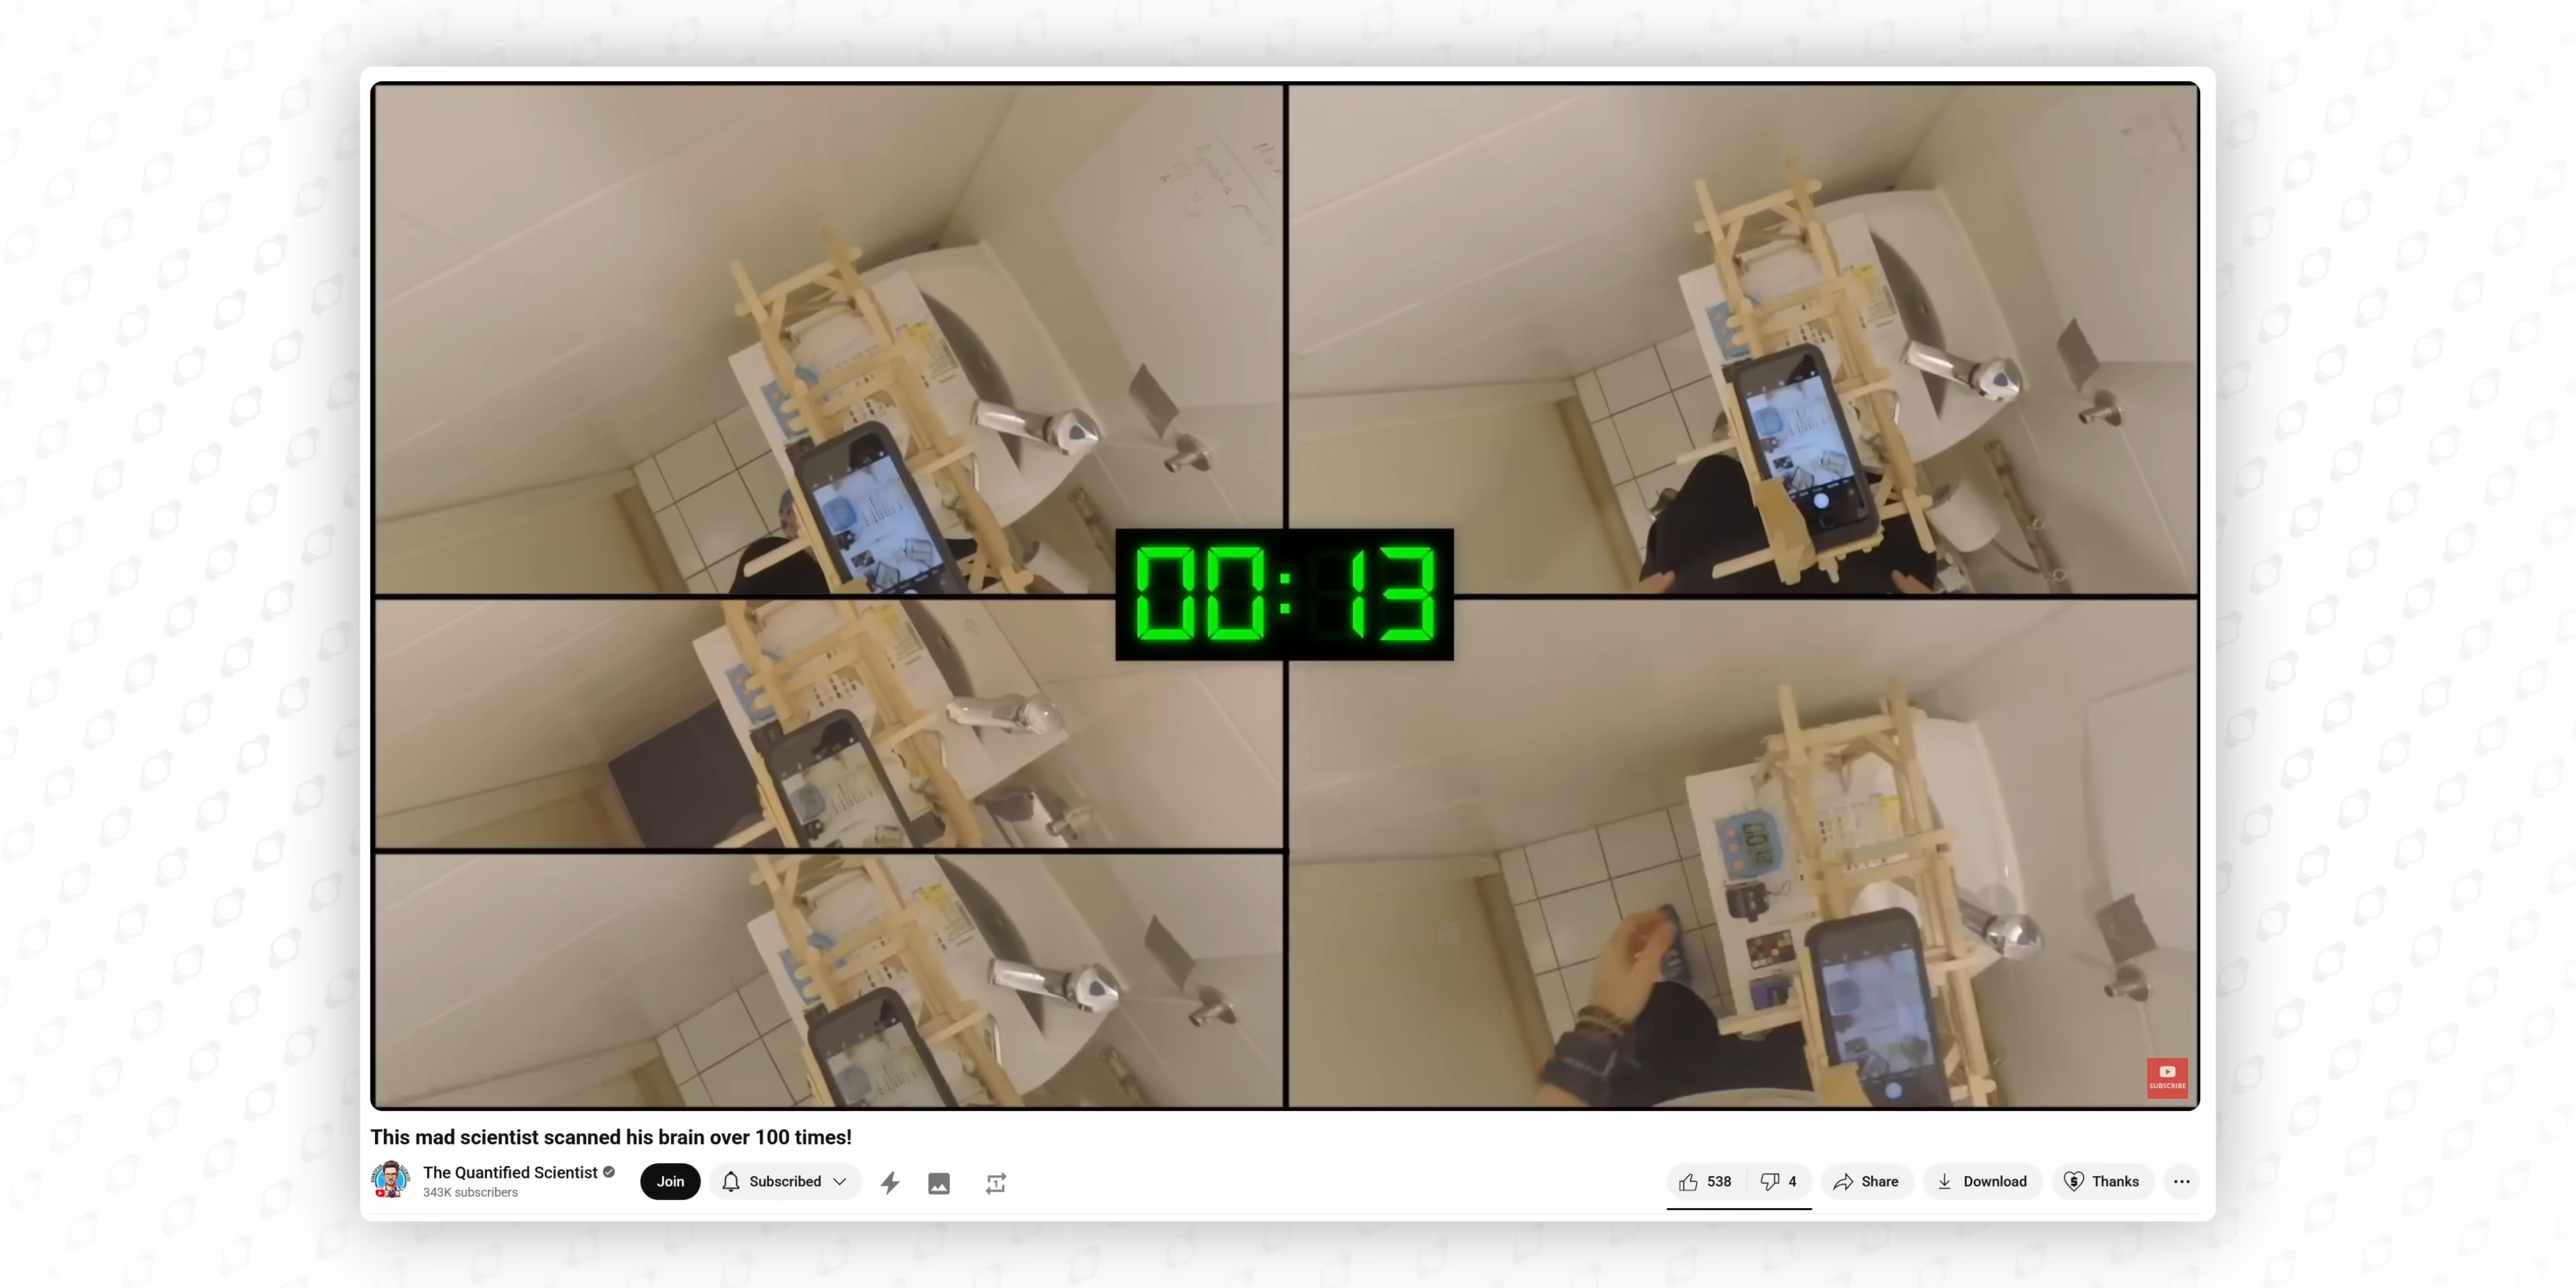 00:13
SUBSCRIBE
This mad scientist scanned his brain over 100 times!
The Quantified Scientist
343K subscribers
Join
Subscribed
538
4
Share
Download
Thanks